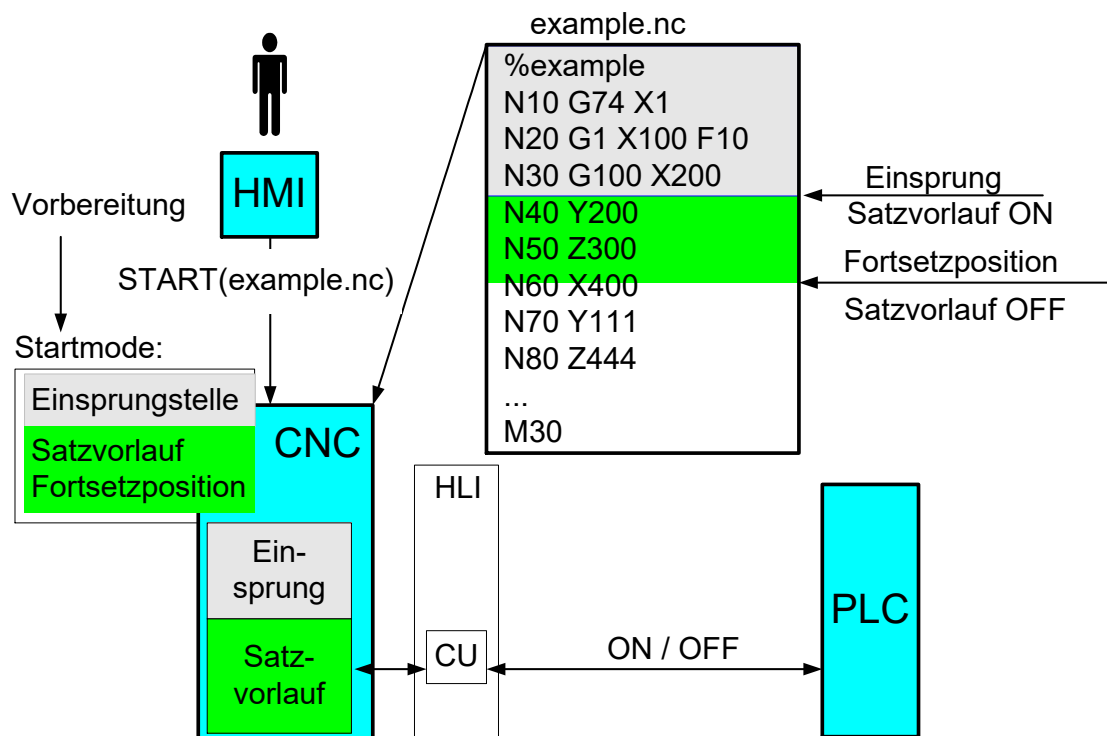 example.nc
%example
N10 G74 X1
N20 G1 X100 F10
N30 G100 X200
N40 Y200
N50 Z300
N60 X400
N70 Y111
N80 Z444
...
M30
Einsprung
Satzvorlauf ON
Fortsetzposition
Satzvorlauf OFF
HMI
Vorbereitung
START(example.nc)
Startmode:
Einsprungstelle
Satzvorlauf
Fortsetzposition
CNC
Ein-
sprung
Satz-
vorlauf
HLI
CU
ON / OFF
PLC